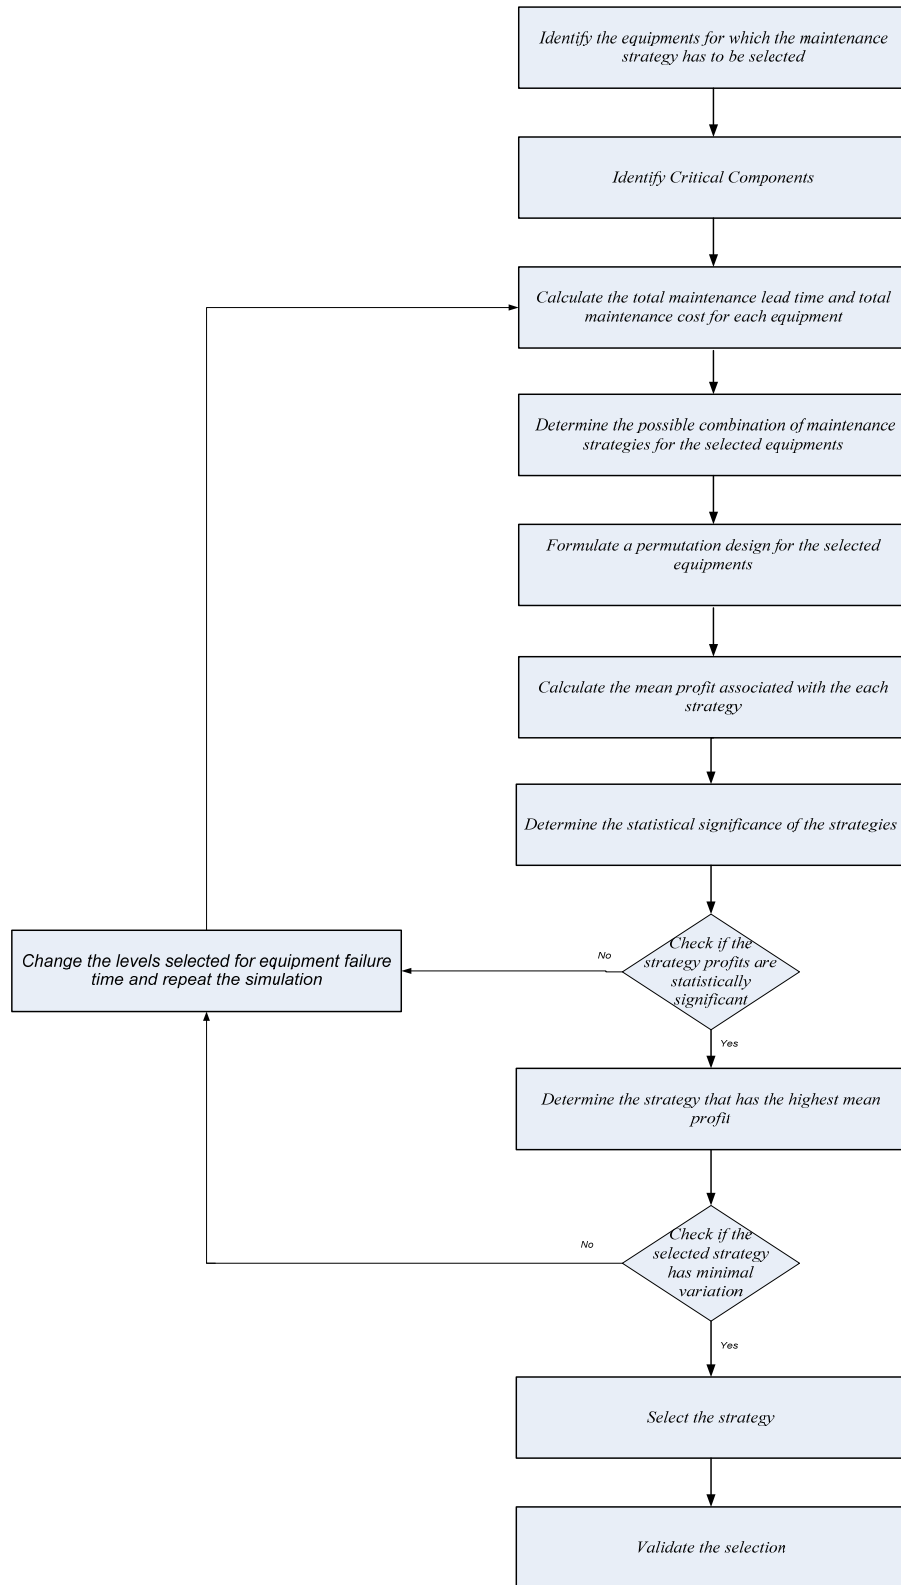 Identify the equipments for which the maintenance
strategy has to be selected
Identify Critical Components
Calculate the total maintenance lead time and total
maintenance cost for each equipment
Determine the possible combination of maintenance
strategies for the selected equipments
Formulate a permutation design for the selected
equipments
Calculate the mean profit associated with the each
strategy
Determine the statistical significance of the strategies
Check if the
strategy profits are
statistically
significant
No
Change the levels selected for equipment failure
time and repeat the simulation
Yes
Determine the strategy that has the highest mean
profit
Check if the
selected strategy
has minimal
variation
No
Yes
Select the strategy
Validate the selection